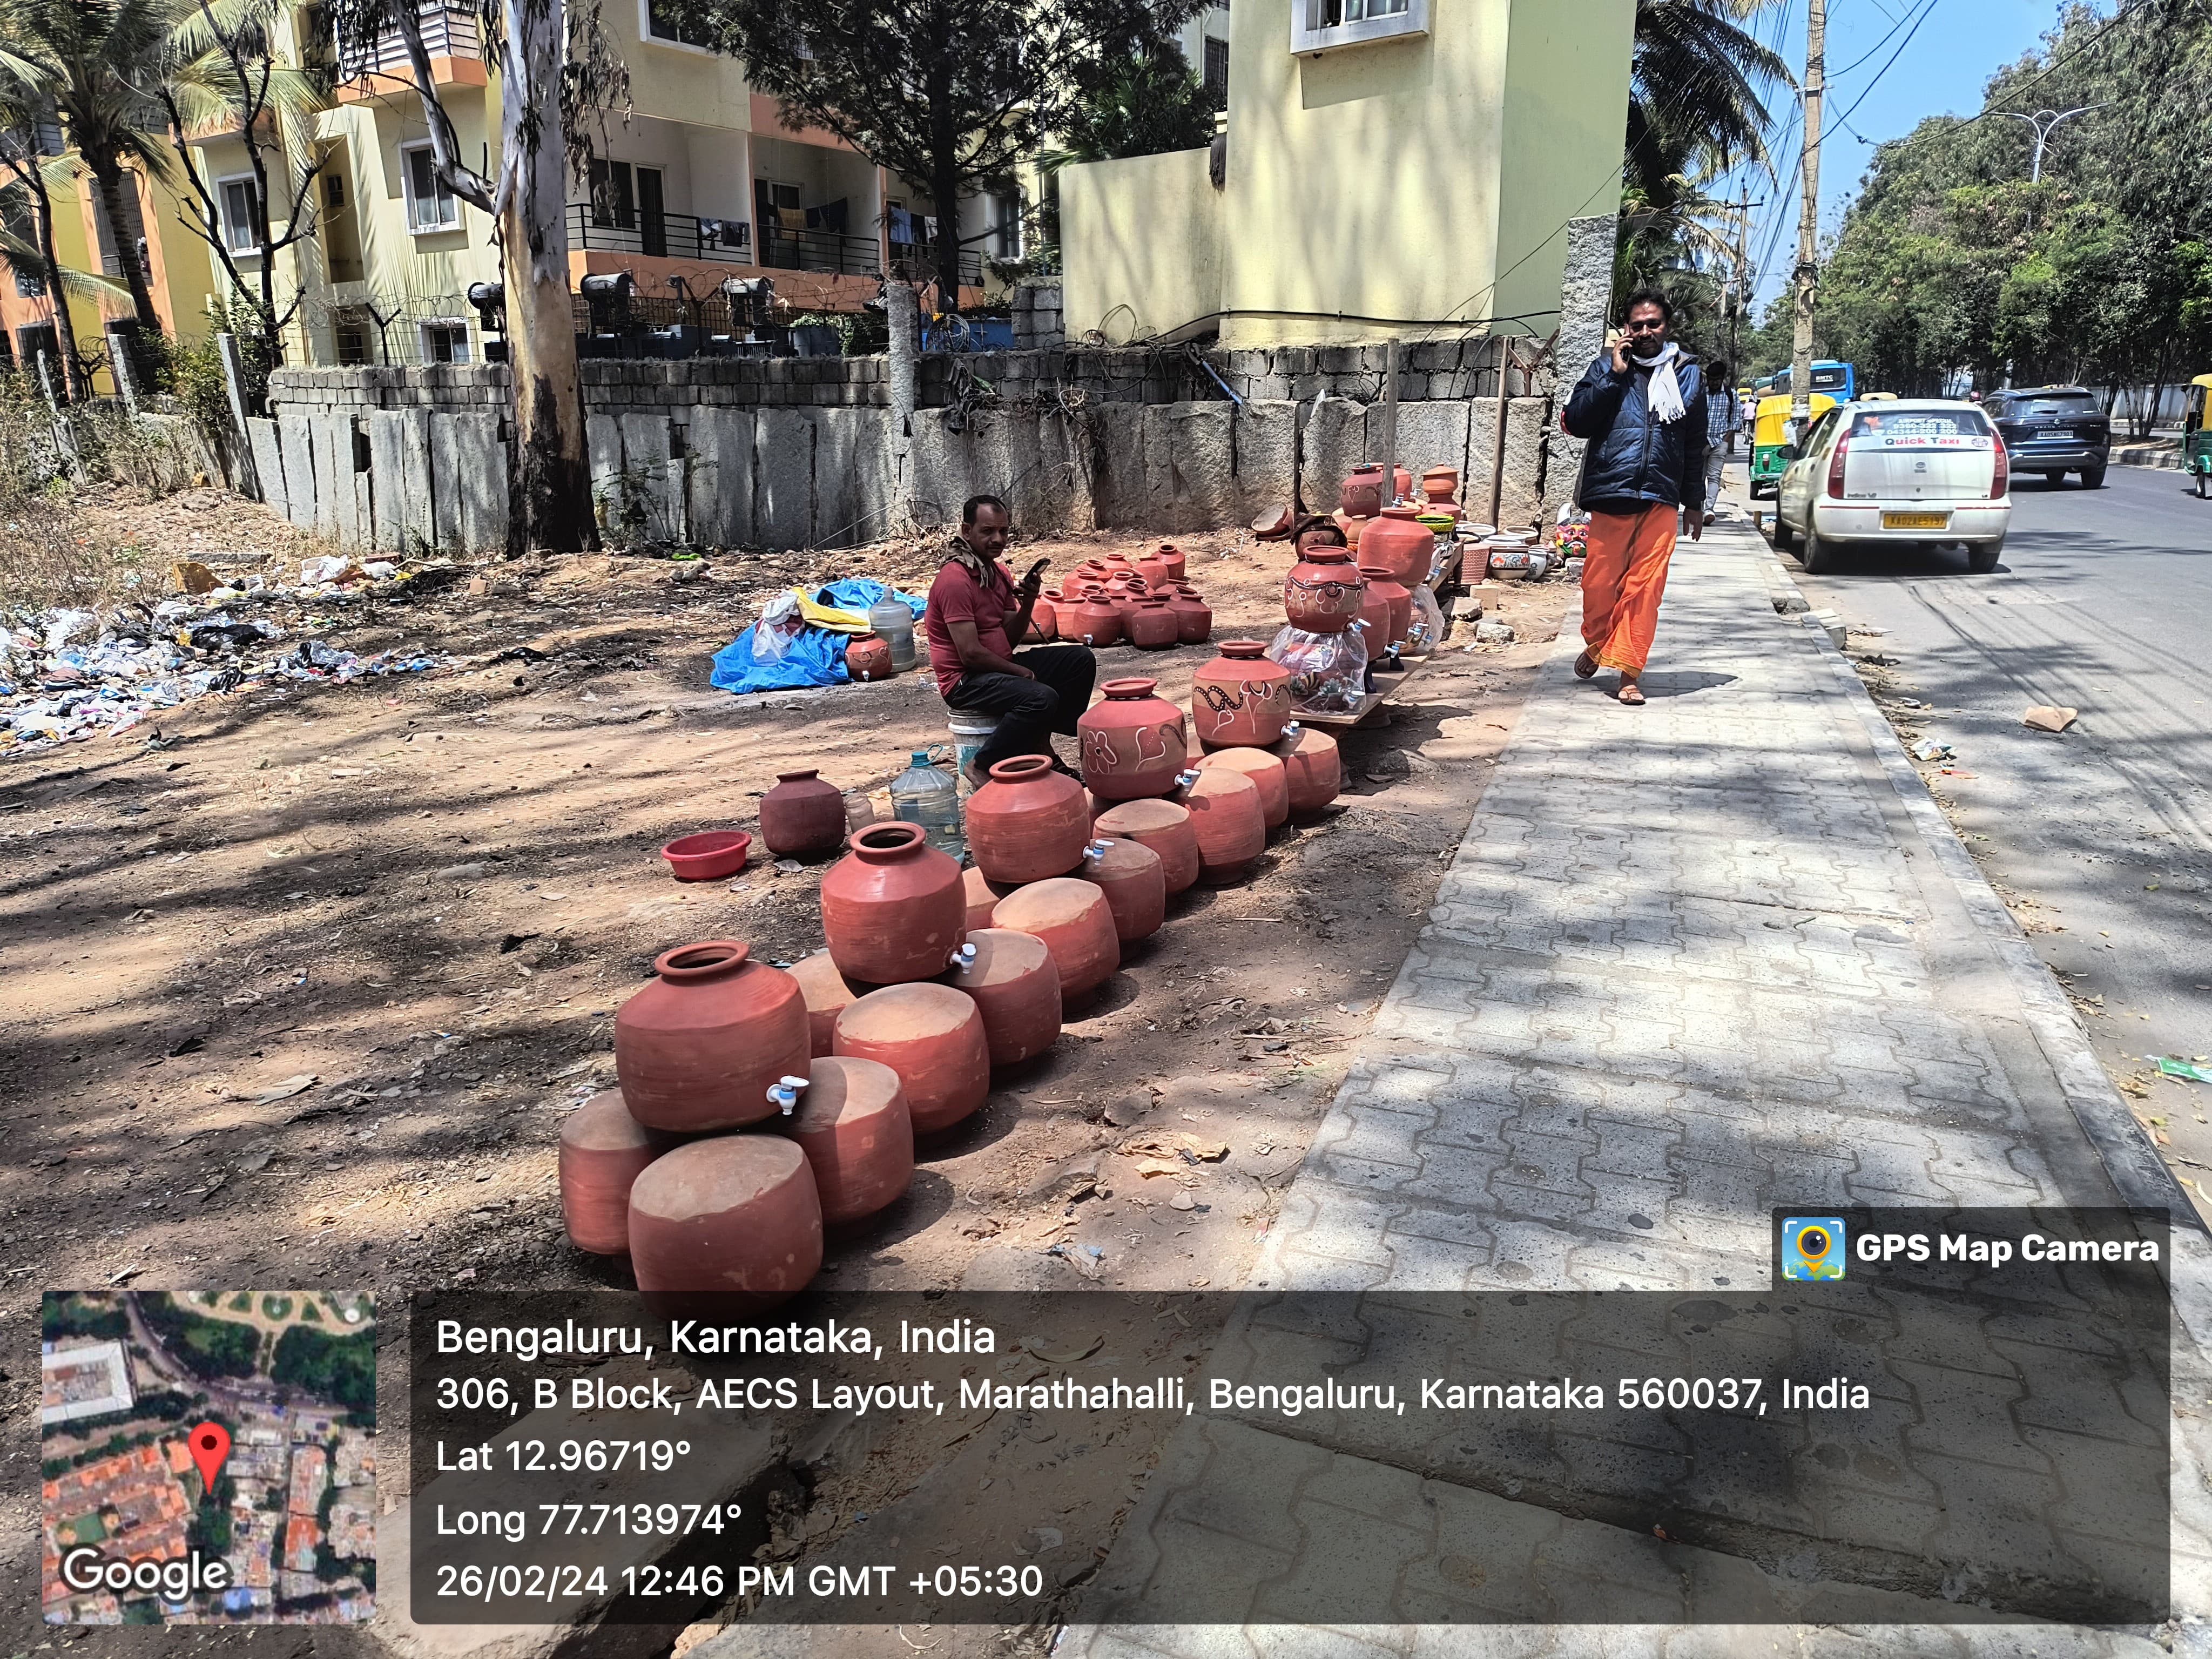 Quick Taxi
GPS Map Camera
Bengaluru, Karnataka, India
306, B Block, AECS Layout, Marathahalli, Bengaluru, Karnataka 560037, India
Lat 12.96719°
Long 77.713974°
26/02/24 12:46 PM GMT +05:30
Google